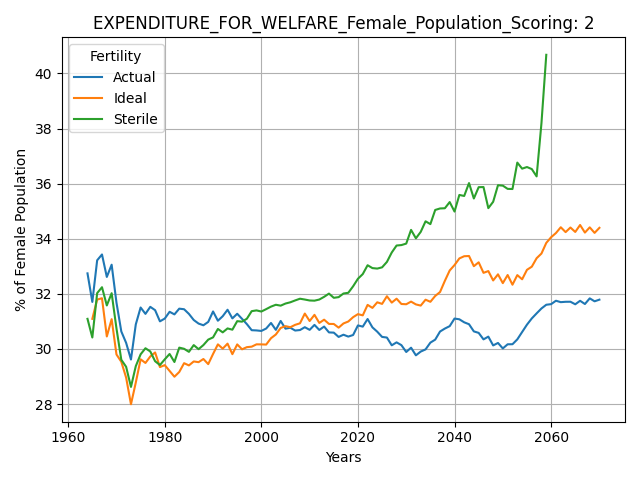 EXPENDITURE_FOR_WELFARE_Female_Population_Scoring: 2
Fertility
Actual
Ideal
Sterile
% of Female Population
40
38
36
34
32
30
28
1960 1980 2000 2020 2040 2060
Years